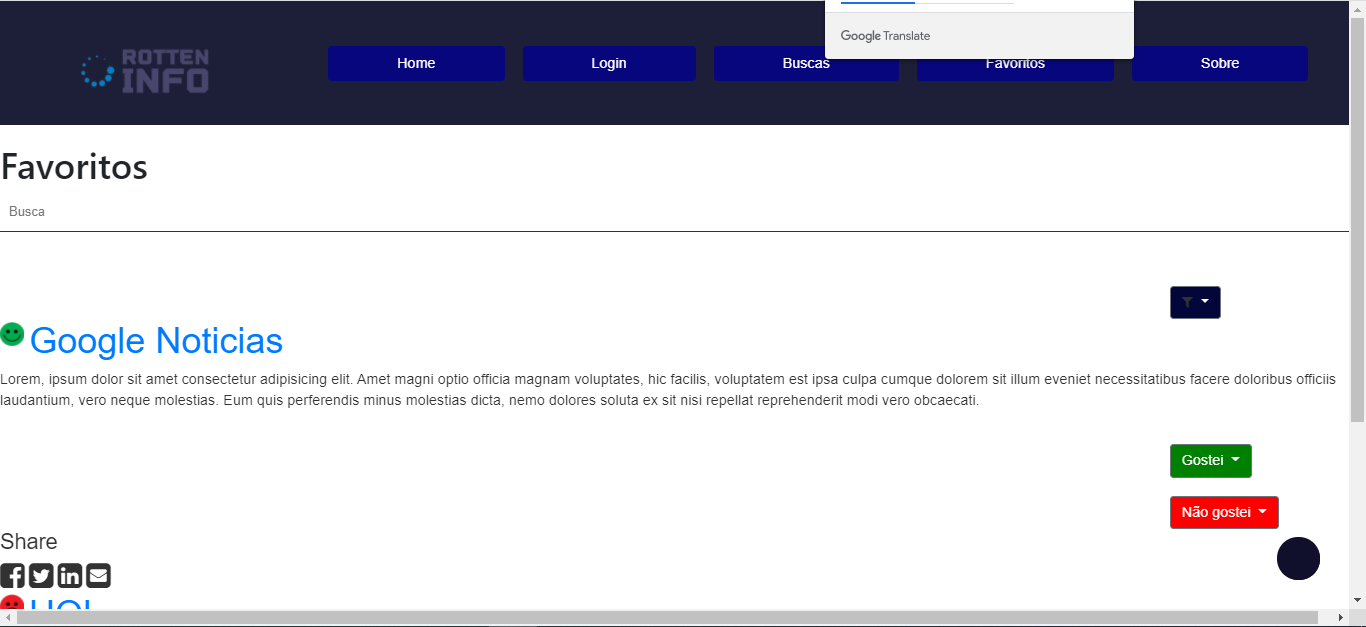 Google Translate
ROTTEN
INFO
Home
Login
Buscas
Favoritos
Sobre
Favoritos
Busca
Google Noticias
Lorem, ipsum dolor sit amet consectetur adipisicing elit. Amet magni optio officia magnam voluptates, hic facilis, voluptatem est ipsa culpa cumque dolorem sit illum eveniet necessitatibus facere doloribus officiis
laudantium, vero neque molestias. Eum quis perferendis minus molestias dicta, nemo dolores soluta ex sit nisi repellat reprehenderit modi vero obcaecati.
Gostei
Não gostei
Share
UOL